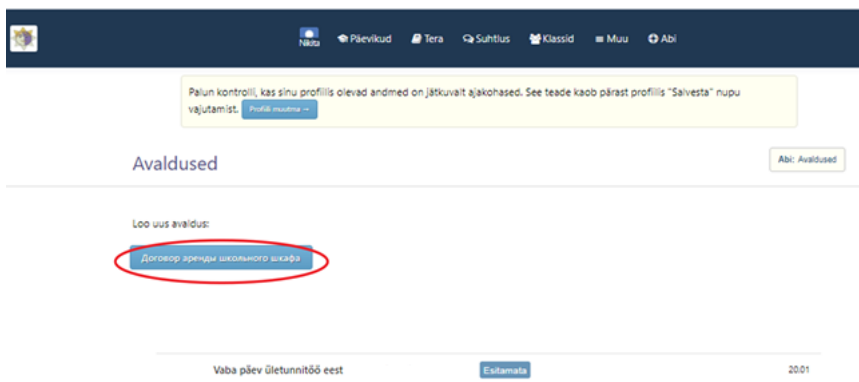 Nikita Päevikud Tera Suhtlus Klassid Muu Abi
Palun kontrolli, kas sinu profiilis olevad andmed on jätkuvalt ajakohased. See teade kaob pärast profiilis "Salvesta" nupu
vajutamist. Profiili muutma →
Avaldused
Abi: Avaldused
Loo uus avaldus:
Договор аренды школьного шкафа
Vaba päev ületunnitöö eest Esitamata 20.01